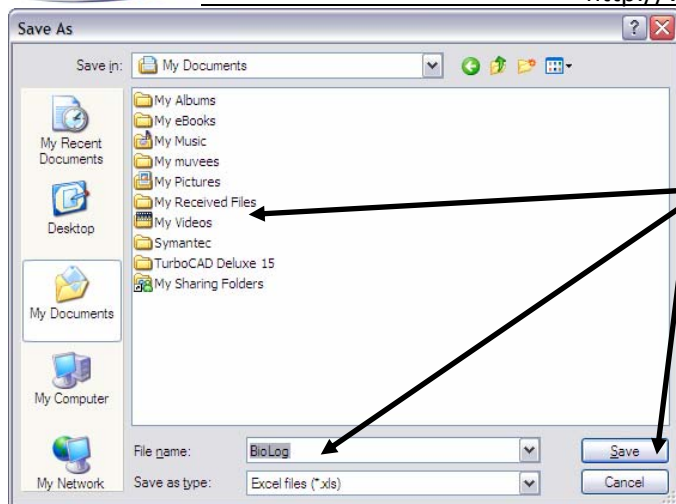 Save As
Save in:
My Documents
My Albums
My eBooks
My Music
My muvees
My Pictures
My Received Files
My Videos
Symantec
TurboCAD Deluxe 15
My Sharing Folders
My Recent
Documents
Desktop
My Documents
My Computer
My Network
File name:
BioLog
Save
Save as type:
Excel files (*.xls)
Cancel